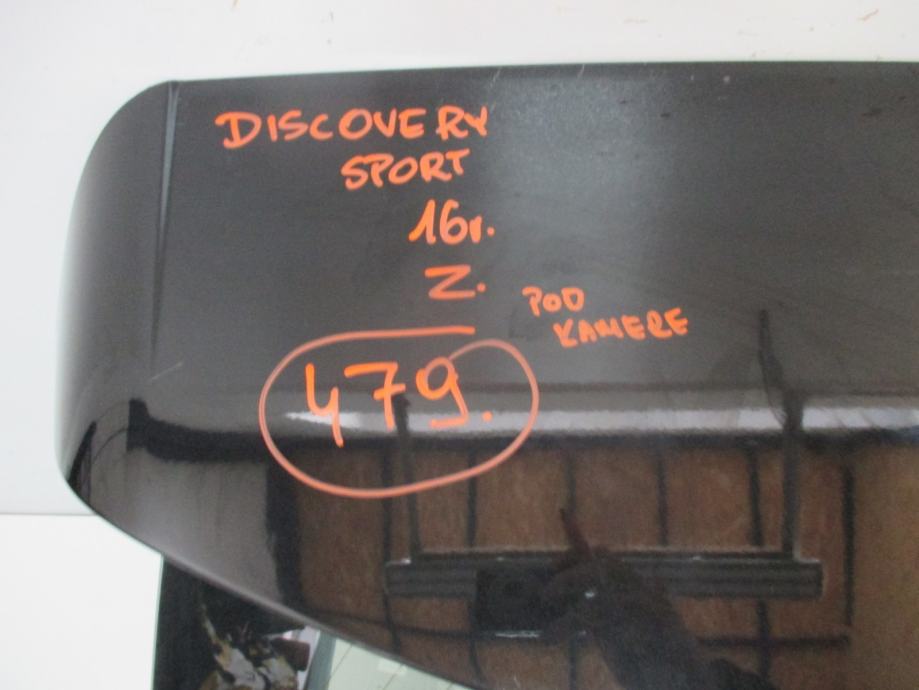 DISCOVERY
SPORT
16r.
Z.
POD
KAMERE
479.